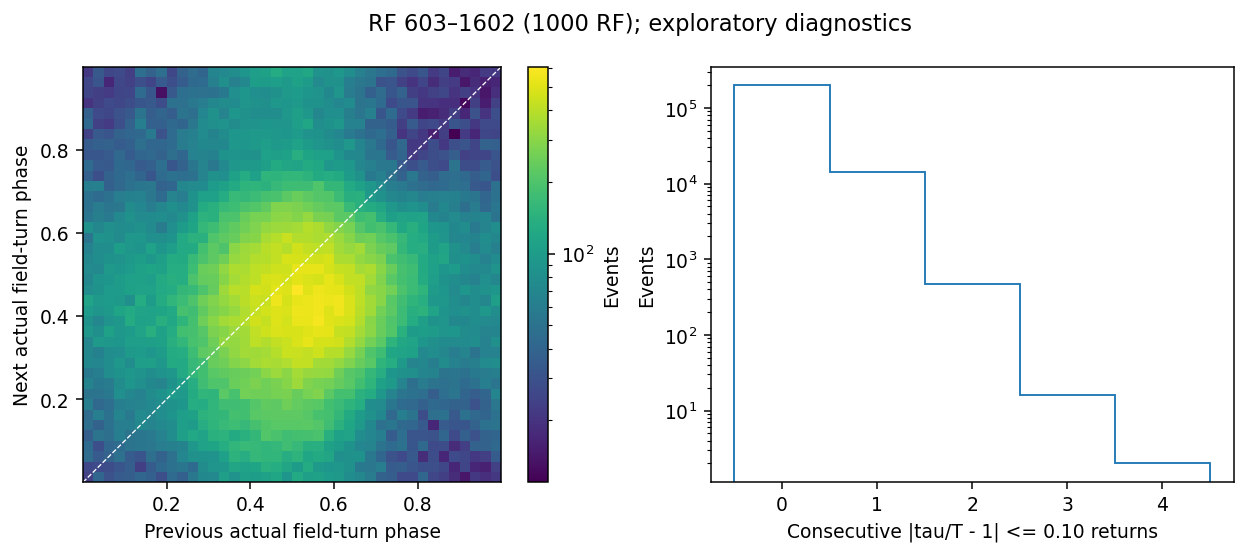 RF 603–1602 (1000 RF); exploratory diagnostics
Next actual field-turn phase
0.8
0.6
0.4
0.2
0.2 0.4 0.6 0.8
Previous actual field-turn phase
10²
Events
Events
10⁵
10⁴
10³
10²
10¹
0 1 2 3 4
Consecutive |tau/T - 1| <= 0.10 returns